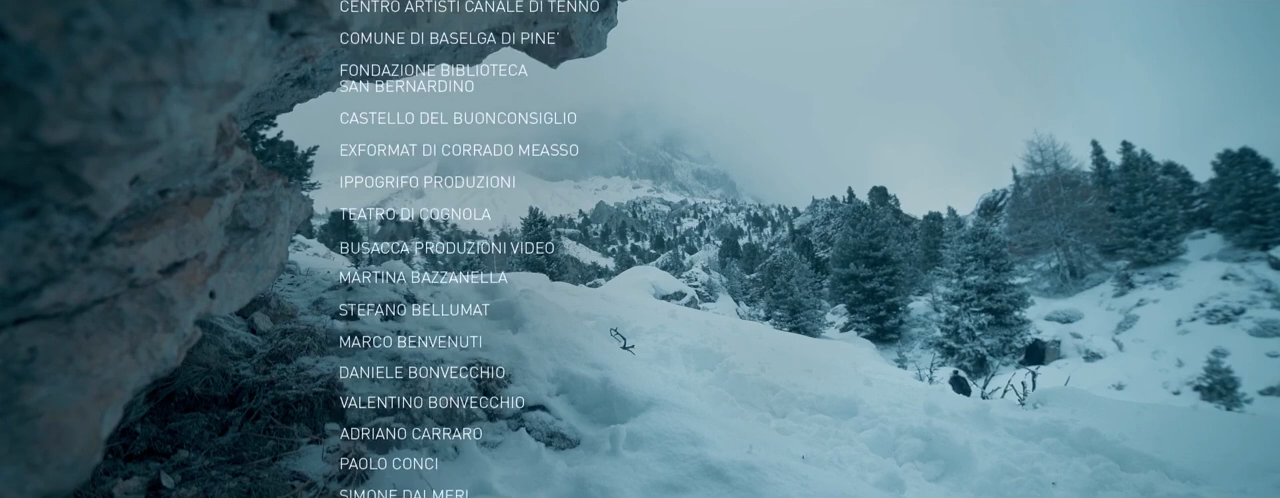 CENTRO ARTISTI CANALE DI TENNO
COMUNE DI BASELGA DI PINE'
FONDAZIONE BIBLIOTECA
SAN BERNARDINO
CASTELLO DEL BUONCONSIGLIO
EXFORMAT DI CORRADO MEASSO
IPPOGRIFO PRODUZIONI
TEATRO DI COGNOLA
BUSACCA PRODUZIONI VIDEO
MARTINA BAZZANELLA
STEFANO BELLUMAT
MARCO BENVENUTI
DANIELE BONVECCHIO
VALENTINO BONVECCHIO
ADRIANO CARRARO
PAOLO CONCI
SIMONE DALMERI